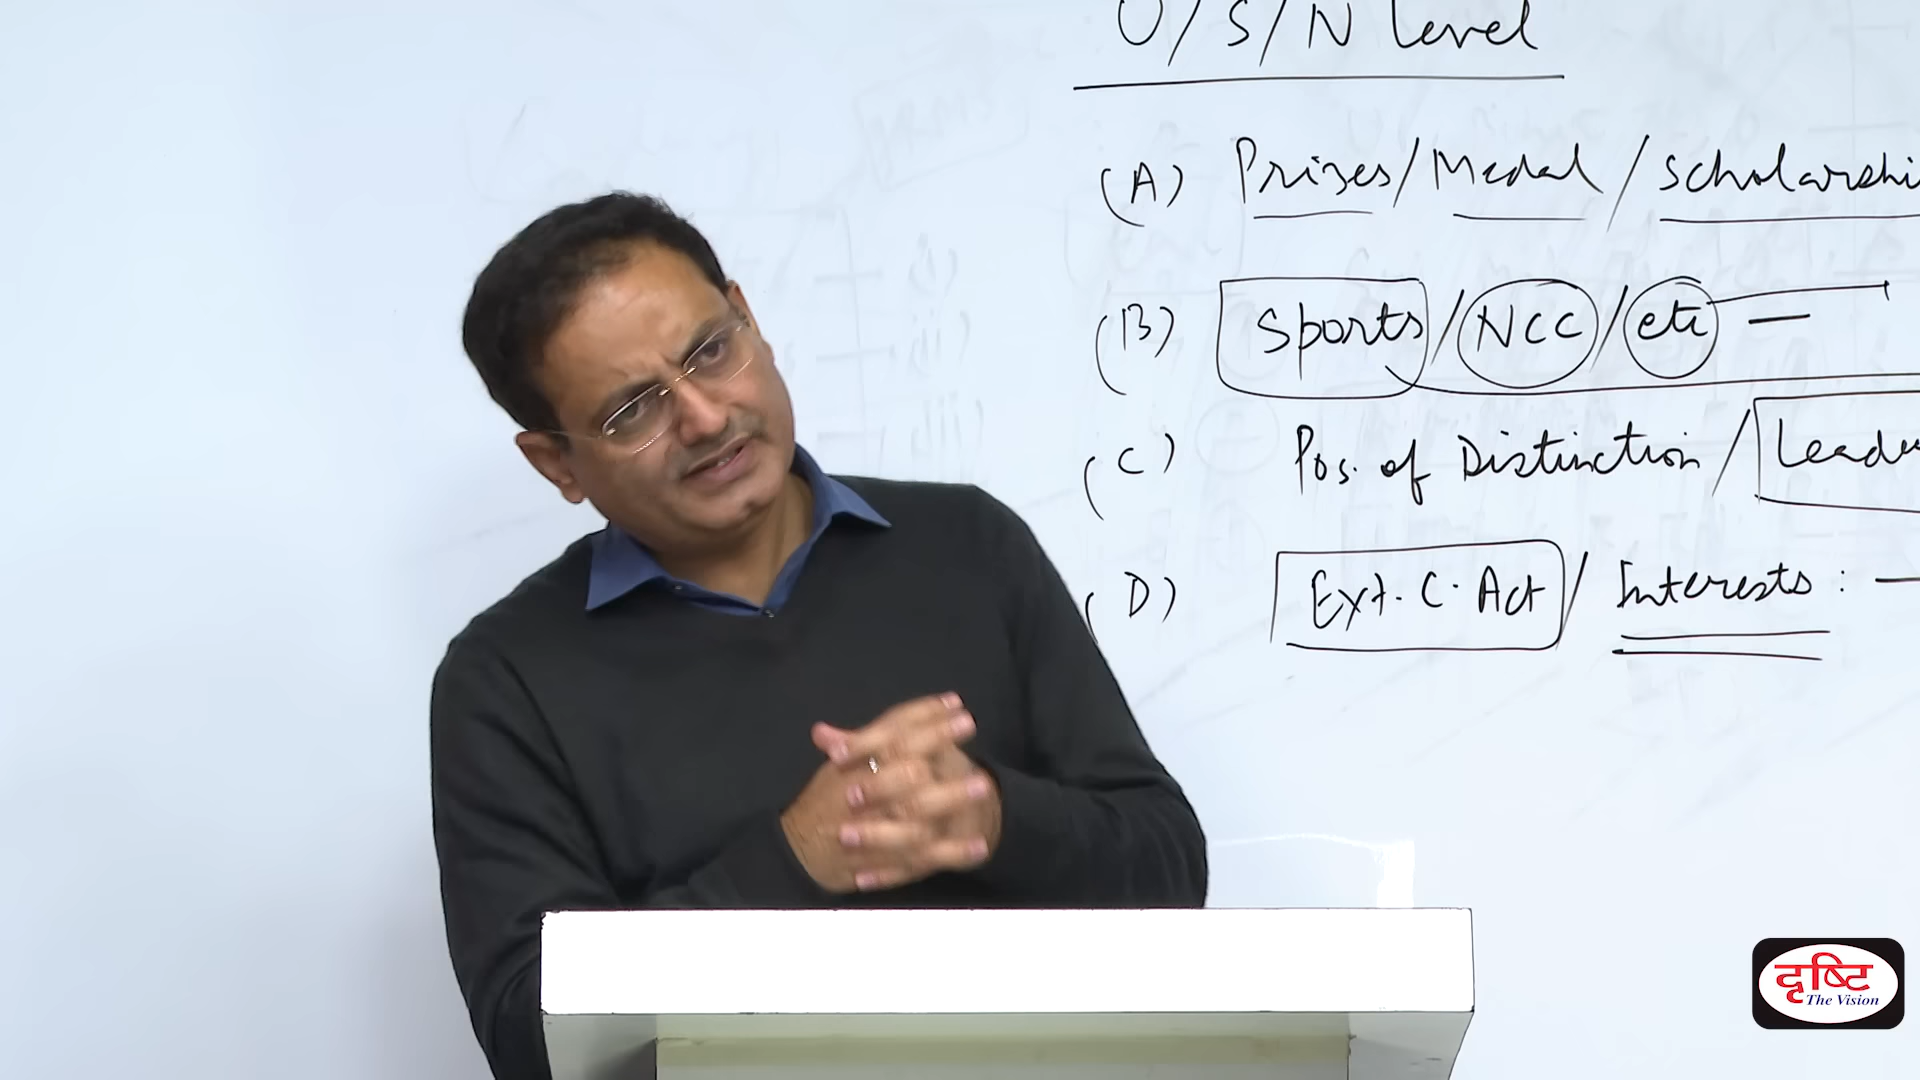 U/S/N level
(A) Prizes/Medal/Scholarshi
(B) Sports/NCC/etc —
(C) Pos. of Distinction/Leade
(D) Ext. C. Act/Interests: —
दृष्टि
The Vision